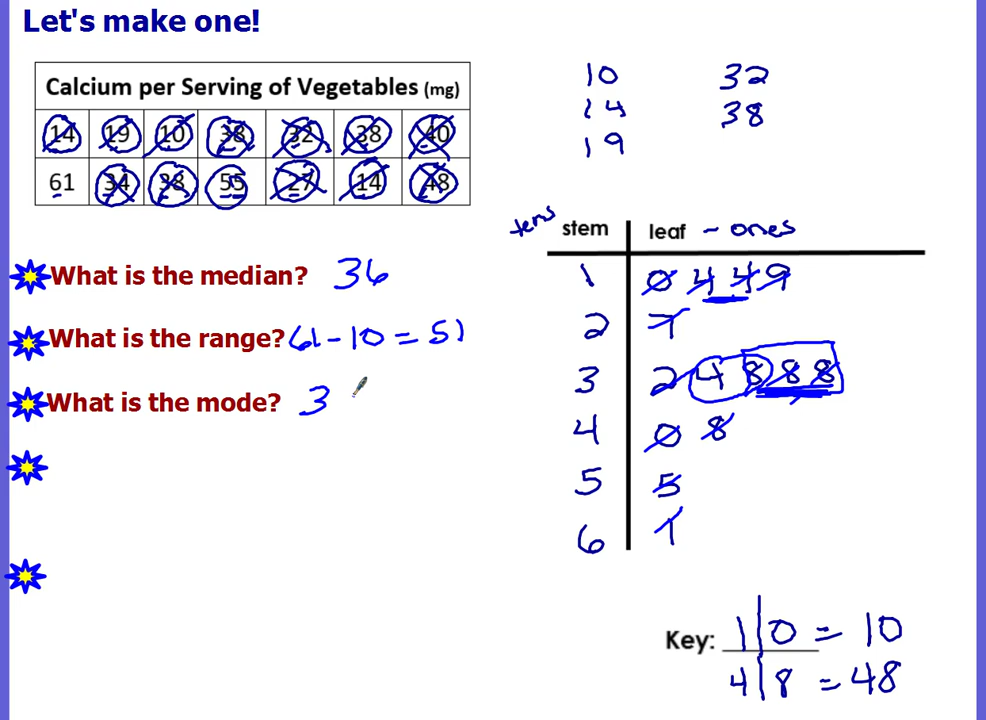 Let's make one!
Calcium per Serving of Vegetables (mg)
14 19 10 38 32 38 40
61 34 38 55 27 14 48
10 32
14 38
19
What is the median? 36
What is the range? 61 - 10 = 51
What is the mode? 3
tens stem leaf - ones
1 0 4 4 9
2 7
3 2 4 8 8 8
4 0 8
5 5
6 1
Key: 1|0 = 10
4|8 = 48